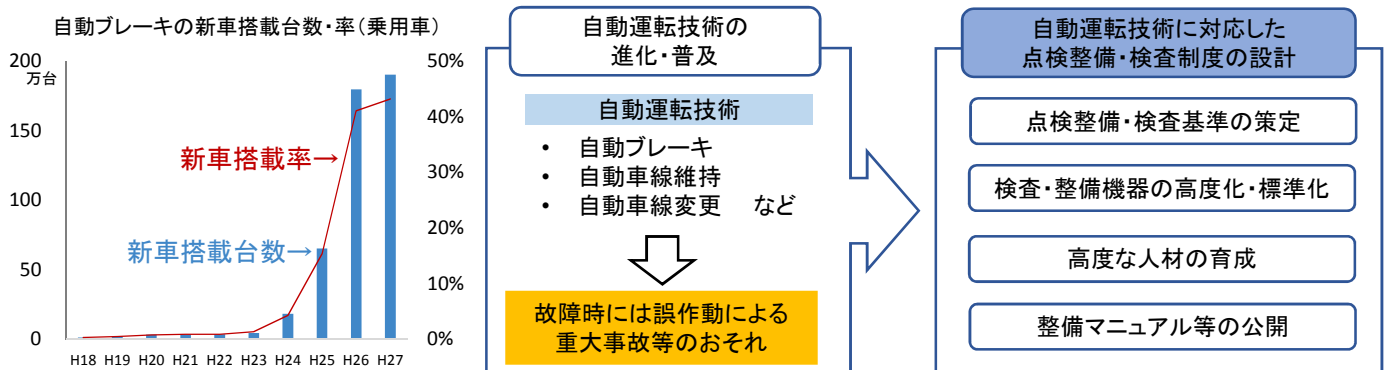 自動ブレーキの新車搭載台数・率(乗用車)
200
万台
150
100
50
0
50%
40%
30%
20%
10%
0%
新車搭載率→
新車搭載台数→
H18 H19 H20 H21 H22 H23 H24 H25 H26 H27
自動運転技術の
進化・普及
自動運転技術
• 自動ブレーキ
• 自動車線維持
• 自動車線変更 など
故障時には誤作動による
重大事故等のおそれ
自動運転技術に対応した
点検整備・検査制度の設計
点検整備・検査基準の策定
検査・整備機器の高度化・標準化
高度な人材の育成
整備マニュアル等の公開